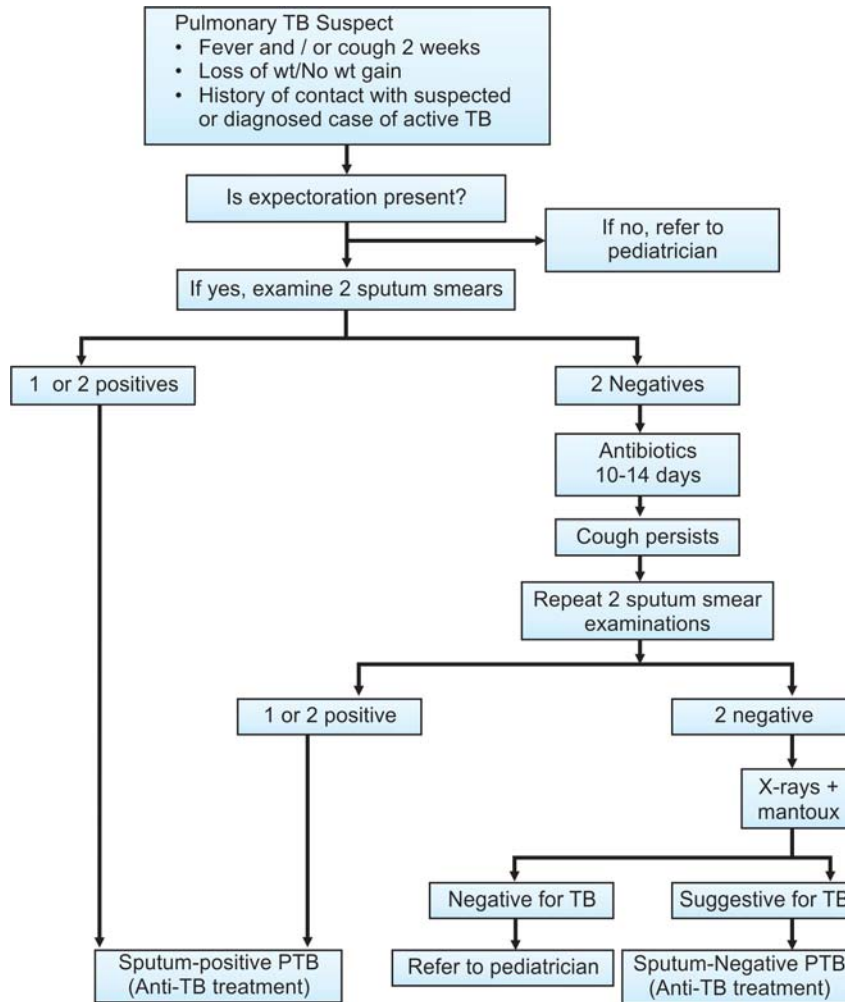 Pulmonary TB Suspect
• Fever and / or cough 2 weeks
• Loss of wt/No wt gain
• History of contact with suspected
or diagnosed case of active TB
Is expectoration present?
If no, refer to
pediatrician
If yes, examine 2 sputum smears
1 or 2 positives
2 Negatives
Antibiotics
10-14 days
Cough persists
Repeat 2 sputum smear
examinations
1 or 2 positive
2 negative
X-rays +
mantoux
Negative for TB
Suggestive for TB
Sputum-positive PTB
(Anti-TB treatment)
Refer to pediatrician
Sputum-Negative PTB
(Anti-TB treatment)